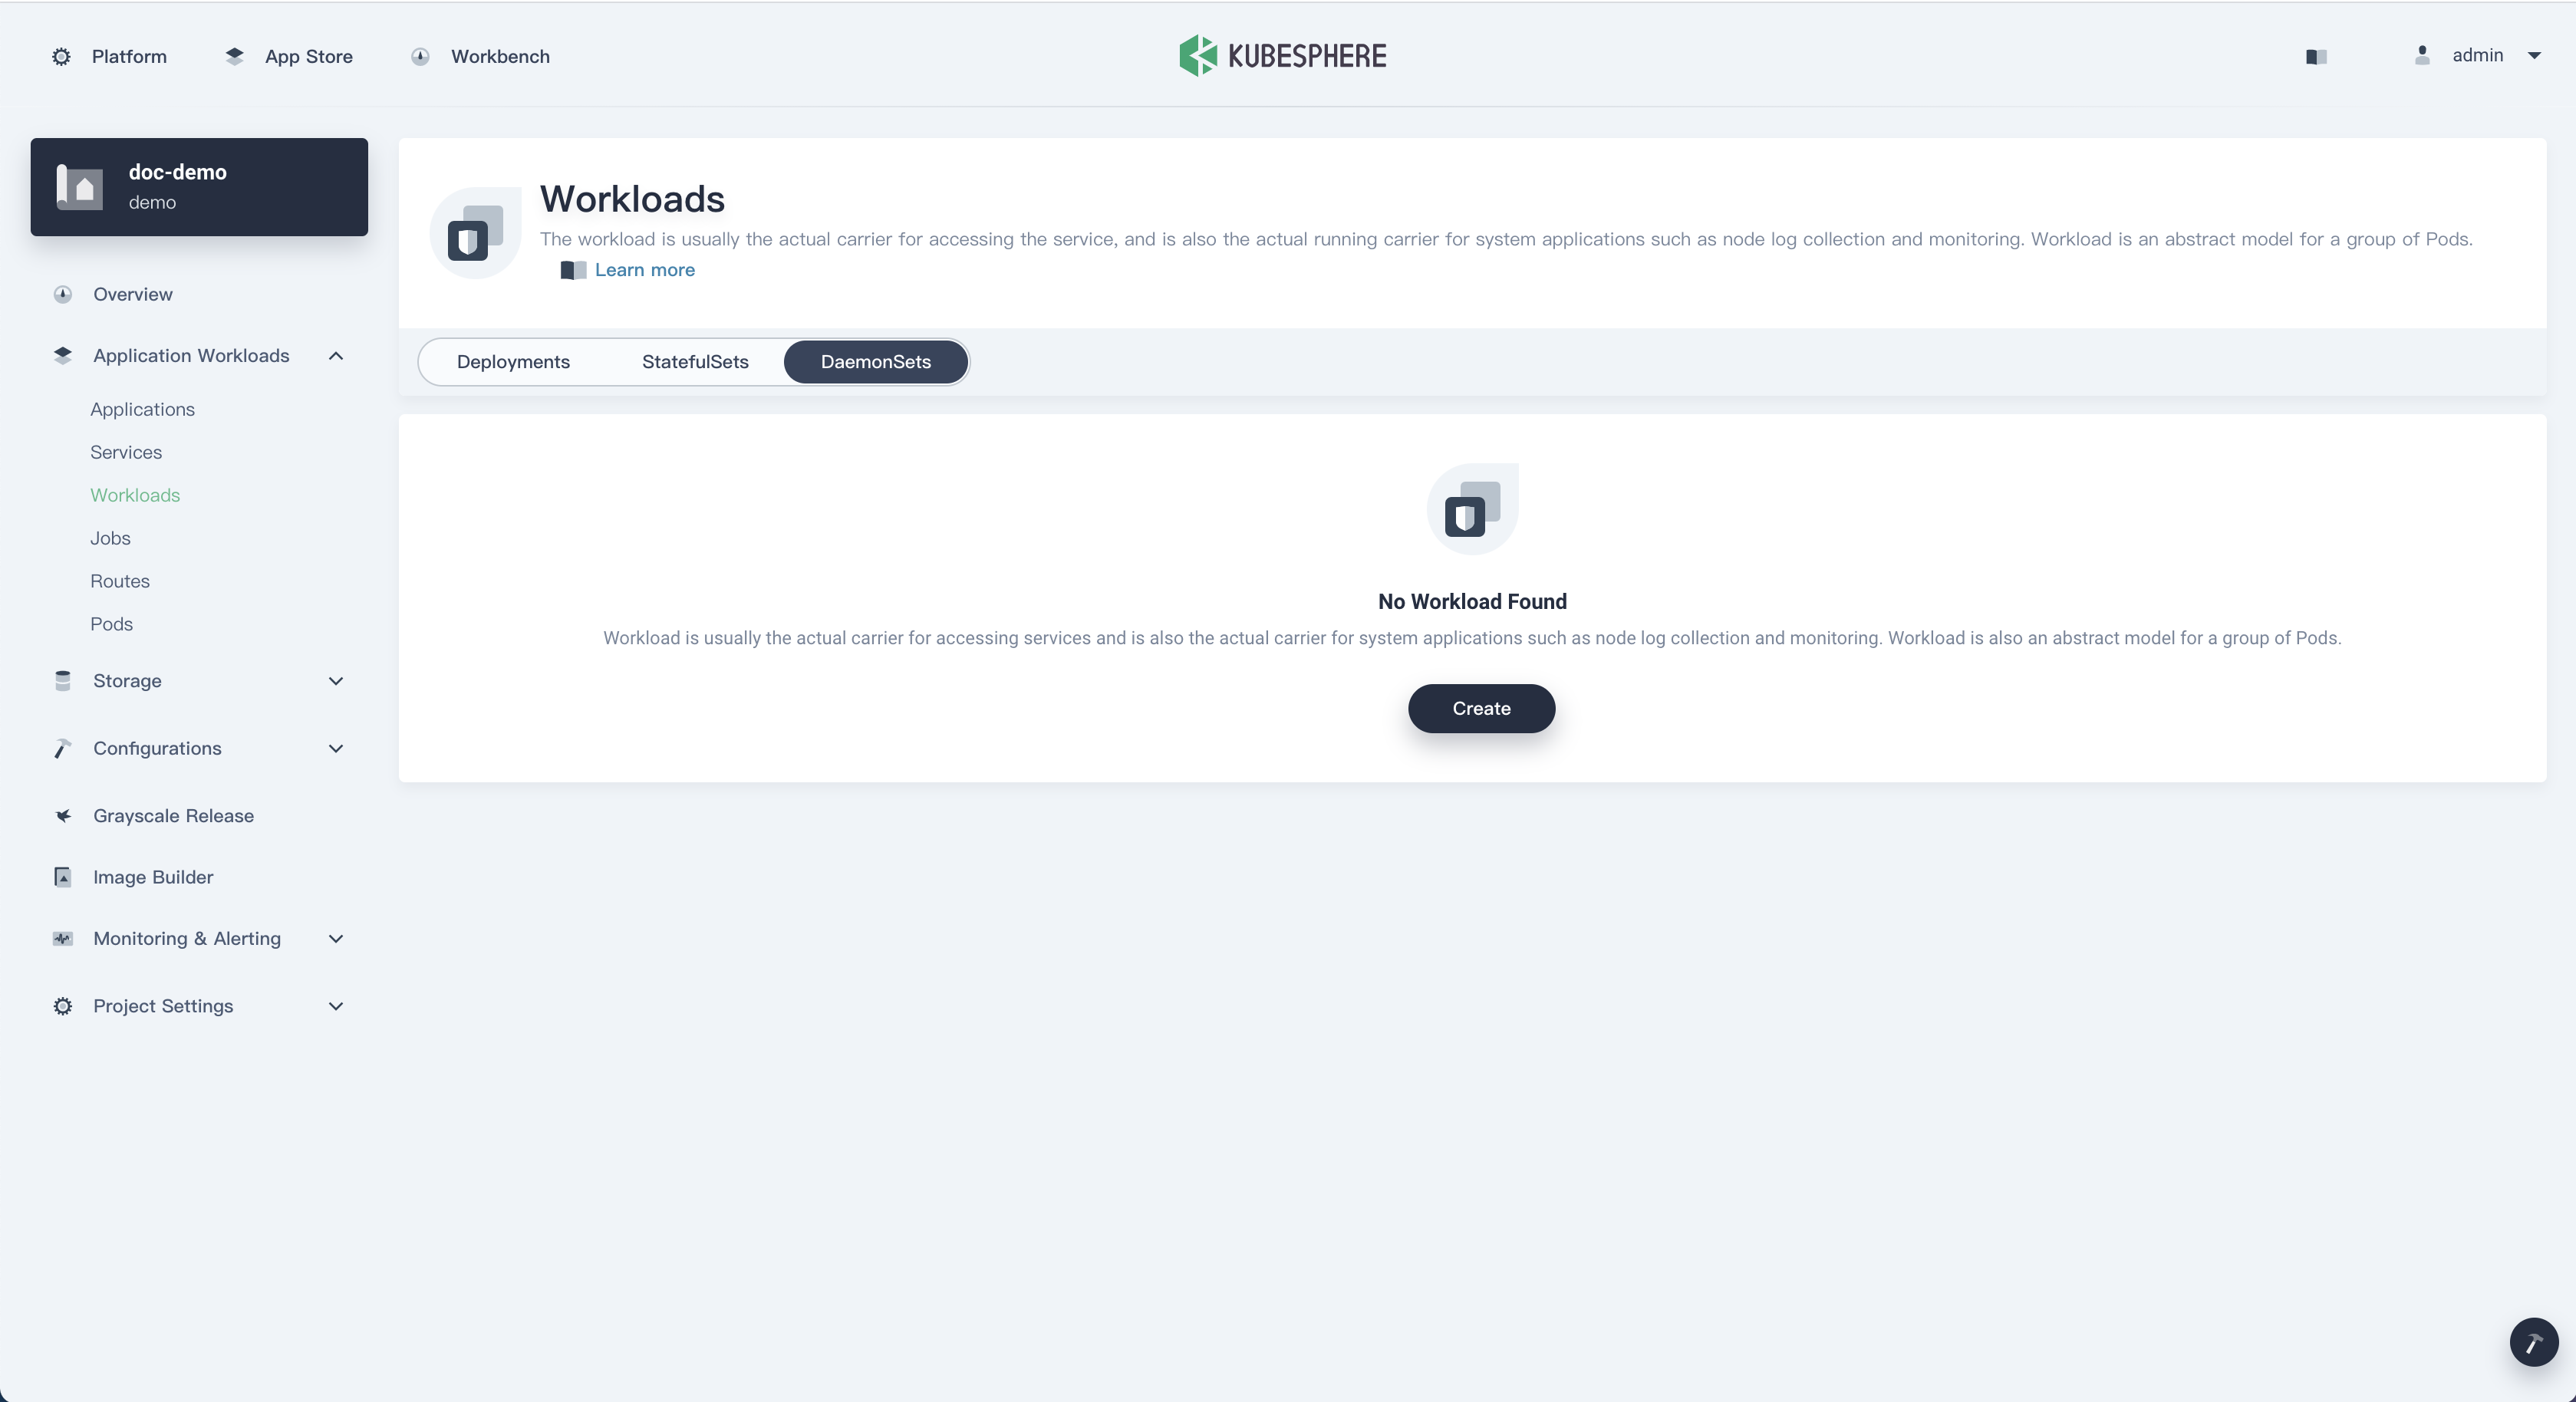 Platform
App Store
Workbench
KUBESPHERE
admin
doc-demo
demo
Overview
Application Workloads
Applications
Services
Workloads
Jobs
Routes
Pods
Storage
Configurations
Grayscale Release
Image Builder
Monitoring & Alerting
Project Settings
Workloads
The workload is usually the actual carrier for accessing the service, and is also the actual running carrier for system applications such as node log collection and monitoring. Workload is an abstract model for a group of Pods.
Learn more
Deployments
StatefulSets
DaemonSets
No Workload Found
Workload is usually the actual carrier for accessing services and is also the actual carrier for system applications such as node log collection and monitoring. Workload is also an abstract model for a group of Pods.
Create